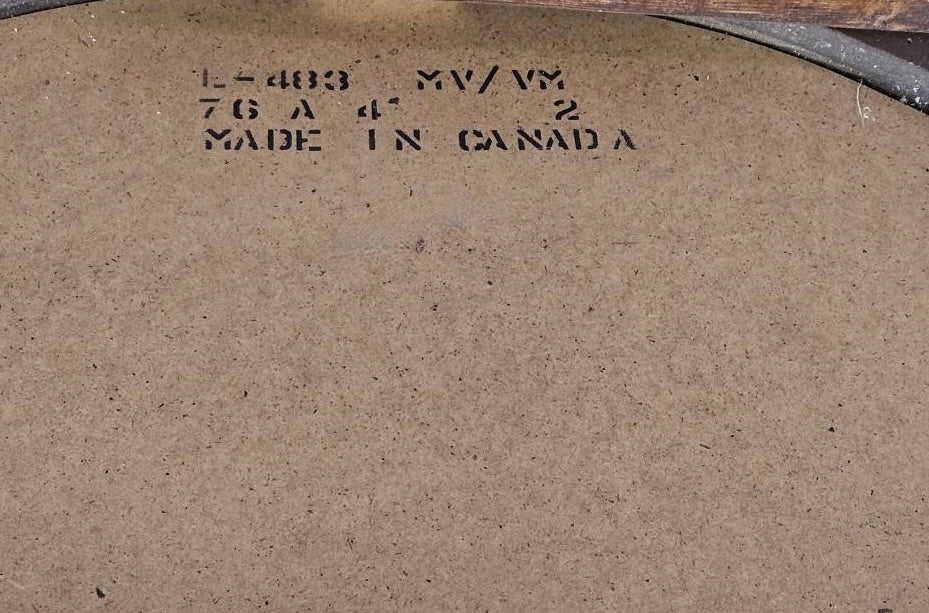 L-483 MV/VM
76 A 4' 2
MADE IN CANADA